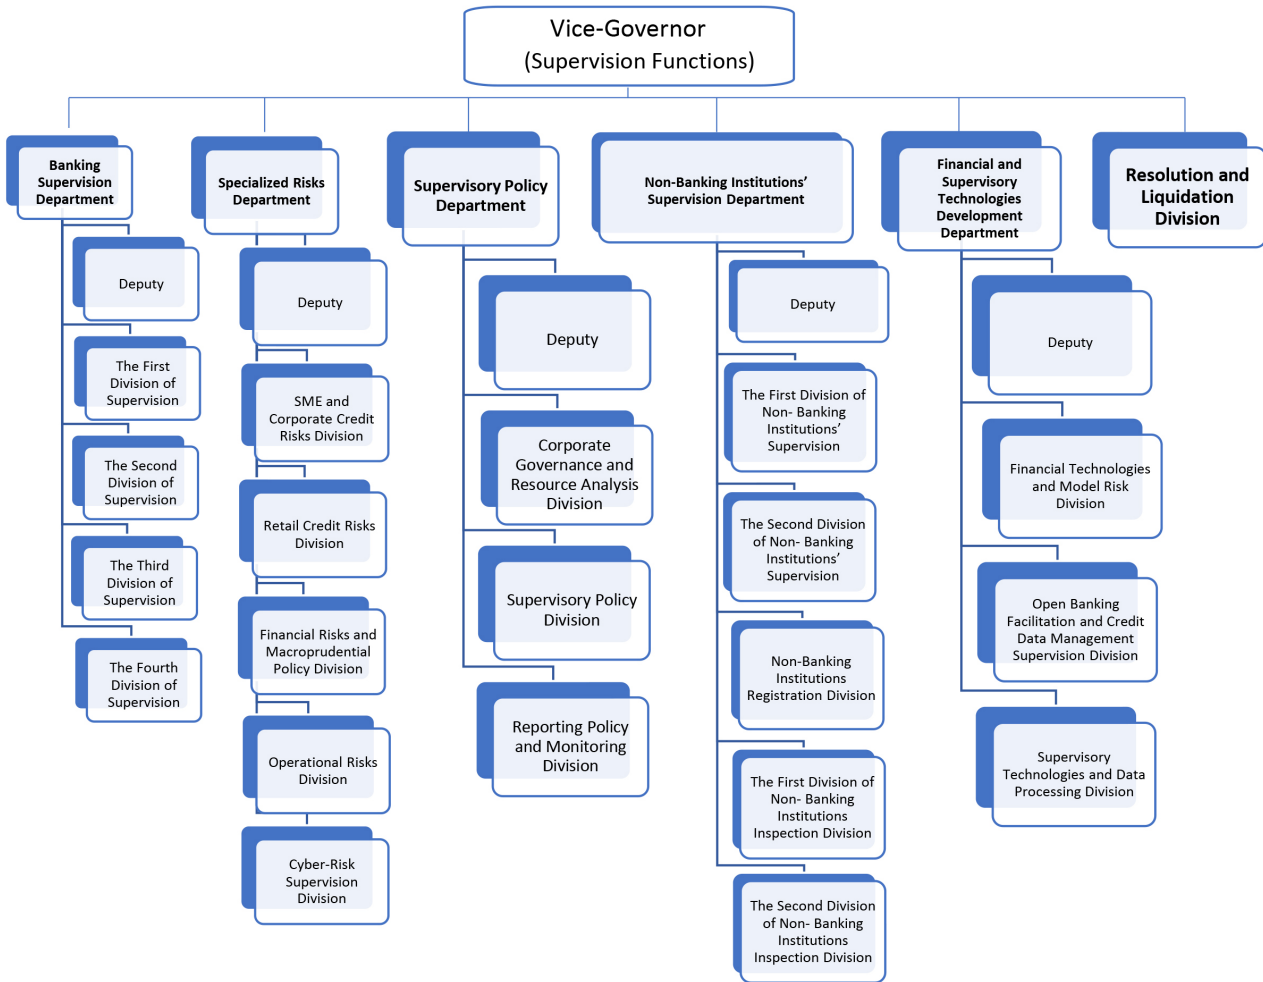 Vice-Governor
(Supervision Functions)
Banking
Supervision
Department
Deputy
The First
Division of
Supervision
The Second
Division of
Supervision
The Third
Division of
Supervision
The Fourth
Division of
Supervision
Specialized Risks
Department
Deputy
SME and
Corporate Credit
Risks Division
Retail Credit Risks
Division
Financial Risks and
Macroprudential
Policy Division
Operational Risks
Division
Cyber-Risk
Supervision
Division
Supervisory Policy
Department
Deputy
Corporate
Governance and
Resource Analysis
Division
Supervisory Policy
Division
Reporting Policy
and Monitoring
Division
Non-Banking Institutions’
Supervision Department
Deputy
The First Division of
Non- Banking
Institutions’
Supervision
The Second Division
of Non- Banking
Institutions’
Supervision
Non-Banking
Institutions
Registration Division
The First Division of
Non- Banking
Institutions
Inspection Division
The Second Division
of Non- Banking
Institutions
Inspection Division
Financial and
Supervisory
Technologies
Development
Department
Deputy
Financial Technologies
and Model Risk
Division
Open Banking
Facilitation and Credit
Data Management
Supervision Division
Supervisory
Technologies and Data
Processing Division
Resolution and
Liquidation
Division